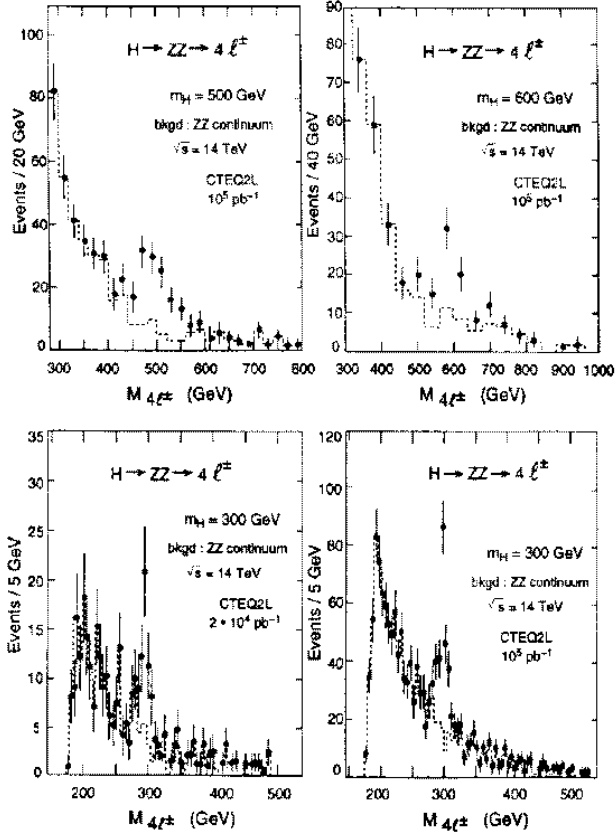 H → ZZ → 4 ℓ±
m_H = 500 GeV
bkgd : ZZ continuum
√s = 14 TeV
CTEQ2L
10⁵ pb⁻¹
Events / 20 GeV
100
80
60
40
20
0
300 400 500 600 700 800
M 4ℓ± (GeV)
H → ZZ → 4 ℓ±
m_H = 600 GeV
bkgd : ZZ continuum
√s = 14 TeV
CTEQ2L
10⁵ pb⁻¹
Events / 40 GeV
90
80
70
60
50
40
30
20
10
0
300 400 500 600 700 800 900 1000
M 4ℓ± (GeV)
H → ZZ → 4 ℓ±
m_H = 300 GeV
bkgd : ZZ continuum
√s = 14 TeV
CTEQ2L
2 * 10⁴ pb⁻¹
Events / 5 GeV
35
30
25
20
15
10
5
0
200 300 400 500
M 4ℓ± (GeV)
H → ZZ → 4 ℓ±
m_H = 300 GeV
bkgd : ZZ continuum
√s = 14 TeV
CTEQ2L
10⁵ pb⁻¹
Events / 5 GeV
120
100
80
60
40
20
0
200 300 400 500
M 4ℓ± (GeV)